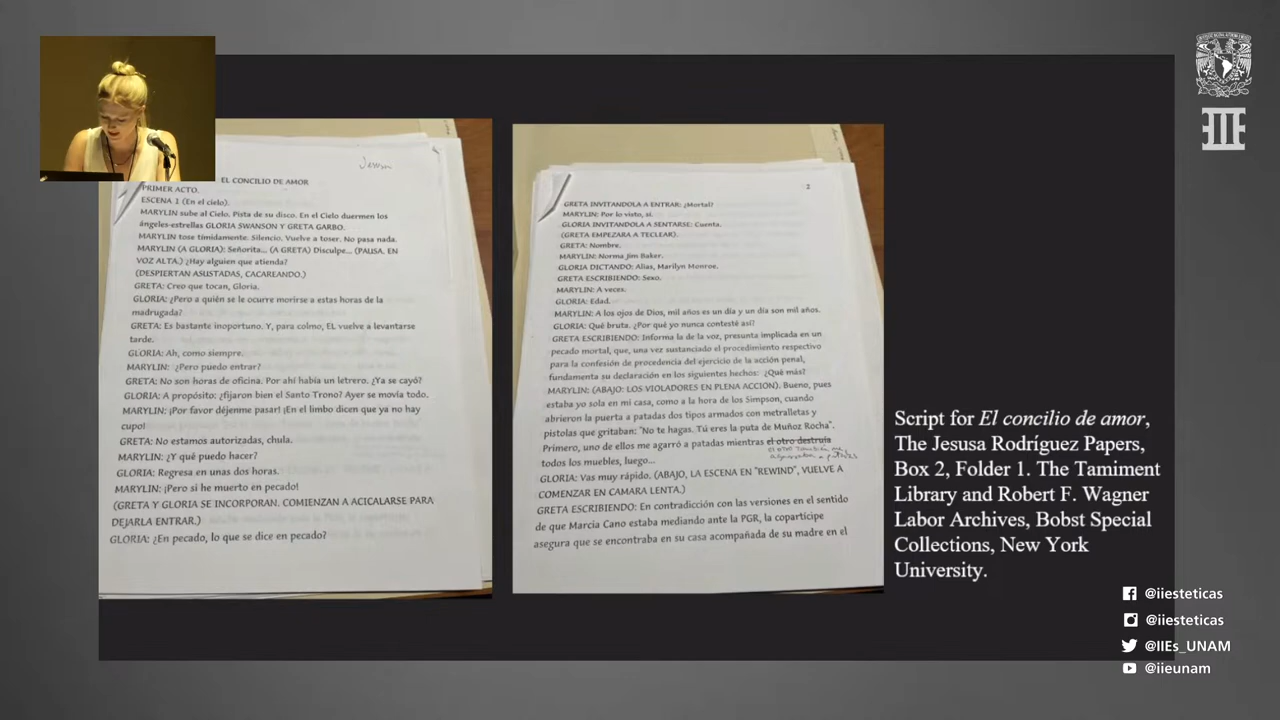 Jesusa
EL CONCILIO DE AMOR
PRIMER ACTO.
ESCENA 1 (En el cielo).
MARYLIN sube al Cielo. Pista de su disco. En el Cielo duermen los
ángeles-estrellas GLORIA SWANSON Y GRETA GARBO.
MARYLIN tose tímidamente. Silencio. Vuelve a toser. No pasa nada.
MARYLIN (A GLORIA): Señorita... (A GRETA) Disculpe... (PAUSA, EN
VOZ ALTA.) ¿Hay alguien que atienda?
(DESPIERTAN ASUSTADAS, CACAREANDO.)
GRETA: Creo que tocan, Gloria.
GLORIA: ¿Pero a quién se le ocurre morirse a estas horas de la
madrugada?
GRETA: Es bastante inoportuno. Y, para colmo, EL vuelve a levantarse
tarde.
GLORIA: Ah, como siempre.
MARYLIN: ¿Pero puedo entrar?
GRETA: No son horas de oficina. Por ahí había un letrero. ¿Ya se cayó?
GLORIA: A propósito: ¿fijaron bien el Santo Trono? Ayer se movía todo.
MARYLIN: ¡Por favor déjenme pasar! ¡En el limbo dicen que ya no hay
cupo!
GRETA: No estamos autorizadas, chula.
MARYLIN: ¿Y qué puedo hacer?
GLORIA: Regresa en unas dos horas.
MARYLIN: ¡Pero si he muerto en pecado!
(GRETA Y GLORIA SE INCORPORAN. COMIENZAN A ACICALARSE PARA
DEJARLA ENTRAR.)
GLORIA: ¿En pecado, lo que se dice en pecado?
2
GRETA INVITANDOLA A ENTRAR: ¿Mortal?
MARYLIN: Por lo visto, sí.
GLORIA INVITANDOLA A SENTARSE: Cuenta.
(GRETA EMPEZARA A TECLEAR).
GRETA: Nombre.
MARYLIN: Norma Jim Baker.
GLORIA DICTANDO: Alias, Marilyn Monroe.
GRETA ESCRIBIENDO: Sexo.
MARYLIN: A veces.
GLORIA: Edad.
MARYLIN: A los ojos de Dios, mil años es un día y un día son mil años.
GLORIA: Qué bruta. ¿Por qué yo nunca contesté así?
GRETA ESCRIBIENDO: Informa la de la voz, presunta implicada en un
pecado mortal, que, una vez sustanciado el procedimiento respectivo
para la confesión de procedencia del ejercicio de la acción penal,
fundamenta su declaración en los siguientes hechos: ¿Qué más?
MARYLIN: (ABAJO: LOS VIOLADORES EN PLENA ACCION). Bueno, pues
estaba yo sola en mi casa, como a la hora de los Simpson, cuando
abrieron la puerta a patadas dos tipos armados con metralletas y
pistolas que gritaban: "No te hagas. Tú eres la puta de Muñoz Rocha".
Primero, uno de ellos me agarró a patadas mientras el otro destruía
el otro también me
agarraba a patadas
todos los muebles, luego...
GLORIA: Vas muy rápido. (ABAJO, LA ESCENA EN "REWIND", VUELVE A
COMENZAR EN CAMARA LENTA.)
GRETA ESCRIBIENDO: En contradicción con las versiones en el sentido
de que Marcia Cano estaba mediando ante la PGR, la copartícipe
asegura que se encontraba en su casa acompañada de su madre en el
Script for El concilio de amor,
The Jesusa Rodríguez Papers,
Box 2, Folder 1. The Tamiment
Library and Robert F. Wagner
Labor Archives, Bobst Special
Collections, New York
University.
@iiesteticas
@iiesteticas
@IIEs_UNAM
@iieunam